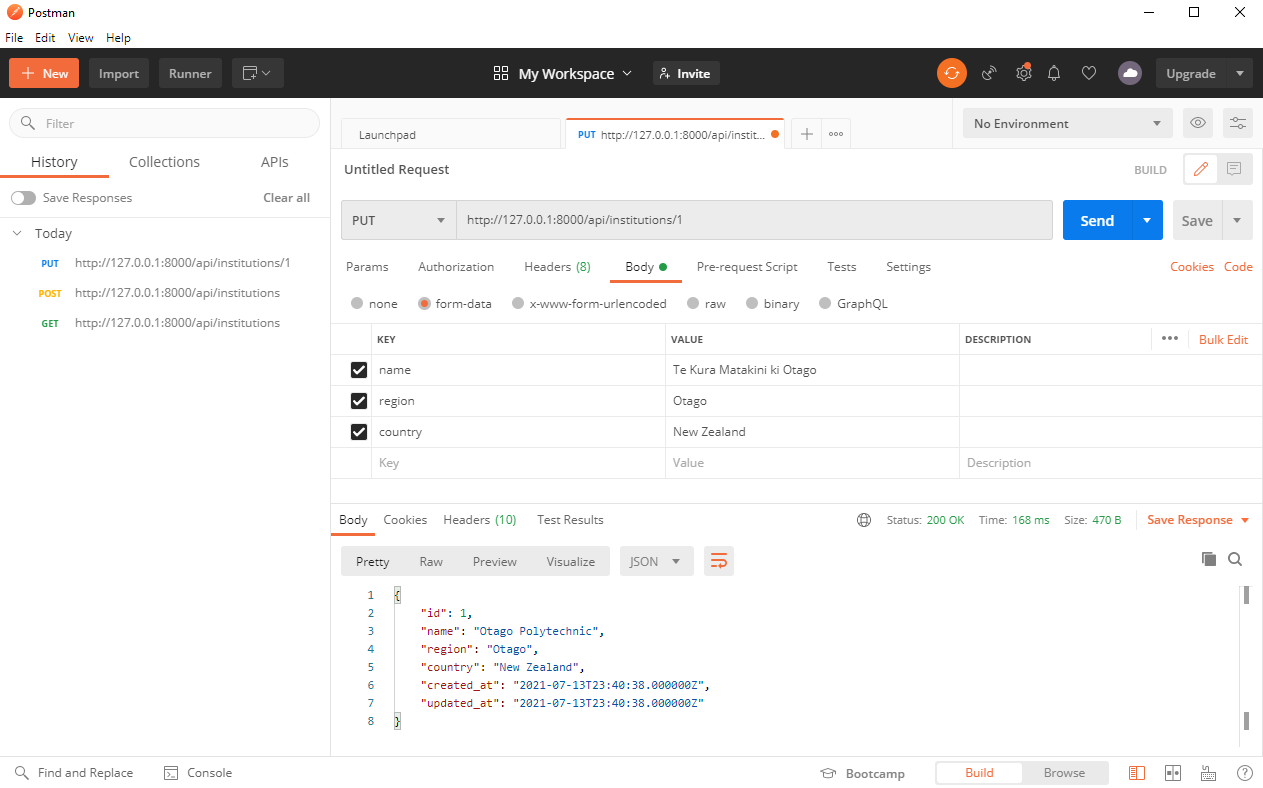 Postman
File Edit View Help
New Import Runner My Workspace Invite Upgrade
Filter
History Collections APIs
Save Responses Clear all
Today
PUT http://127.0.0.1:8000/api/institutions/1
POST http://127.0.0.1:8000/api/institutions
GET http://127.0.0.1:8000/api/institutions
Launchpad PUT http://127.0.0.1:8000/api/instit... No Environment
Untitled Request BUILD
PUT http://127.0.0.1:8000/api/institutions/1 Send Save
Params Authorization Headers (8) Body Pre-request Script Tests Settings Cookies Code
none form-data x-www-form-urlencoded raw binary GraphQL
KEY VALUE DESCRIPTION Bulk Edit
name Te Kura Matakini ki Otago
region Otago
country New Zealand
Key Value Description
Body Cookies Headers (10) Test Results Status: 200 OK Time: 168 ms Size: 470 B Save Response
Pretty Raw Preview Visualize JSON
1 {
2 "id": 1,
3 "name": "Otago Polytechnic",
4 "region": "Otago",
5 "country": "New Zealand",
6 "created_at": "2021-07-13T23:40:38.000000Z",
7 "updated_at": "2021-07-13T23:40:38.000000Z"
8 }
Find and Replace Console Bootcamp Build Browse